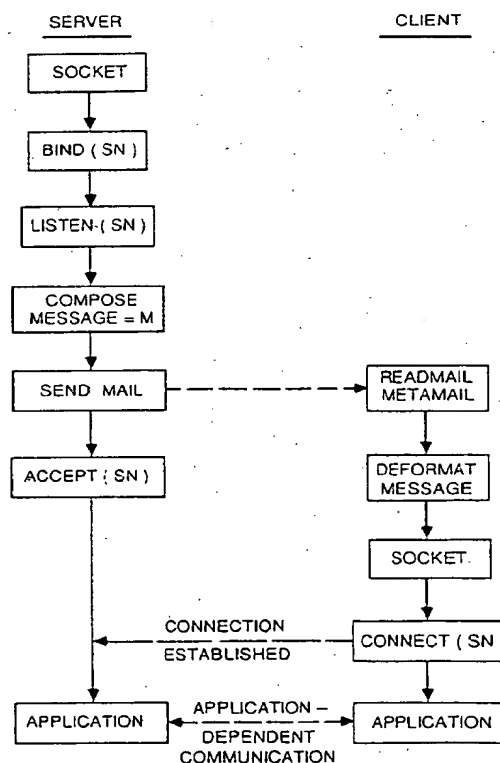 SERVER
CLIENT
SOCKET
BIND (SN)
LISTEN (SN)
COMPOSE
MESSAGE = M
SEND MAIL
READMAIL
METAMAIL
ACCEPT (SN)
DEFORMAT
MESSAGE
SOCKET
CONNECTION
ESTABLISHED
CONNECT (SN
APPLICATION
APPLICATION –
DEPENDENT
COMMUNICATION
APPLICATION